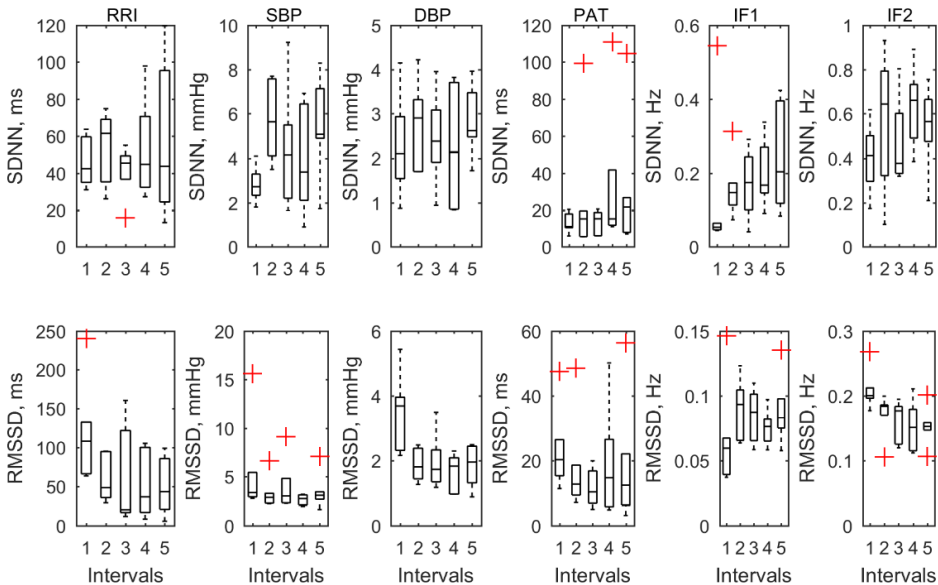 RRI SBP DBP PAT IF1 IF2
SDNN, ms
120
100
80
60
40
20
0
1 2 3 4 5
SDNN, mmHg
10
8
6
4
2
0
1 2 3 4 5
SDNN, mmHg
5
4
3
2
1
0
1 2 3 4 5
SDNN, ms
120
100
80
60
40
20
0
1 2 3 4 5
SDNN, Hz
0.6
0.4
0.2
0
1 2 3 4 5
SDNN, Hz
1
0.8
0.6
0.4
0.2
0
1 2 3 4 5
RMSSD, ms
250
200
150
100
50
0
1 2 3 4 5
Intervals
RMSSD, mmHg
20
15
10
5
0
1 2 3 4 5
Intervals
RMSSD, mmHg
6
4
2
0
1 2 3 4 5
Intervals
RMSSD, ms
60
40
20
0
1 2 3 4 5
Intervals
RMSSD, Hz
0.15
0.1
0.05
0
1 2 3 4 5
Intervals
RMSSD, Hz
0.3
0.2
0.1
0
1 2 3 4 5
Intervals